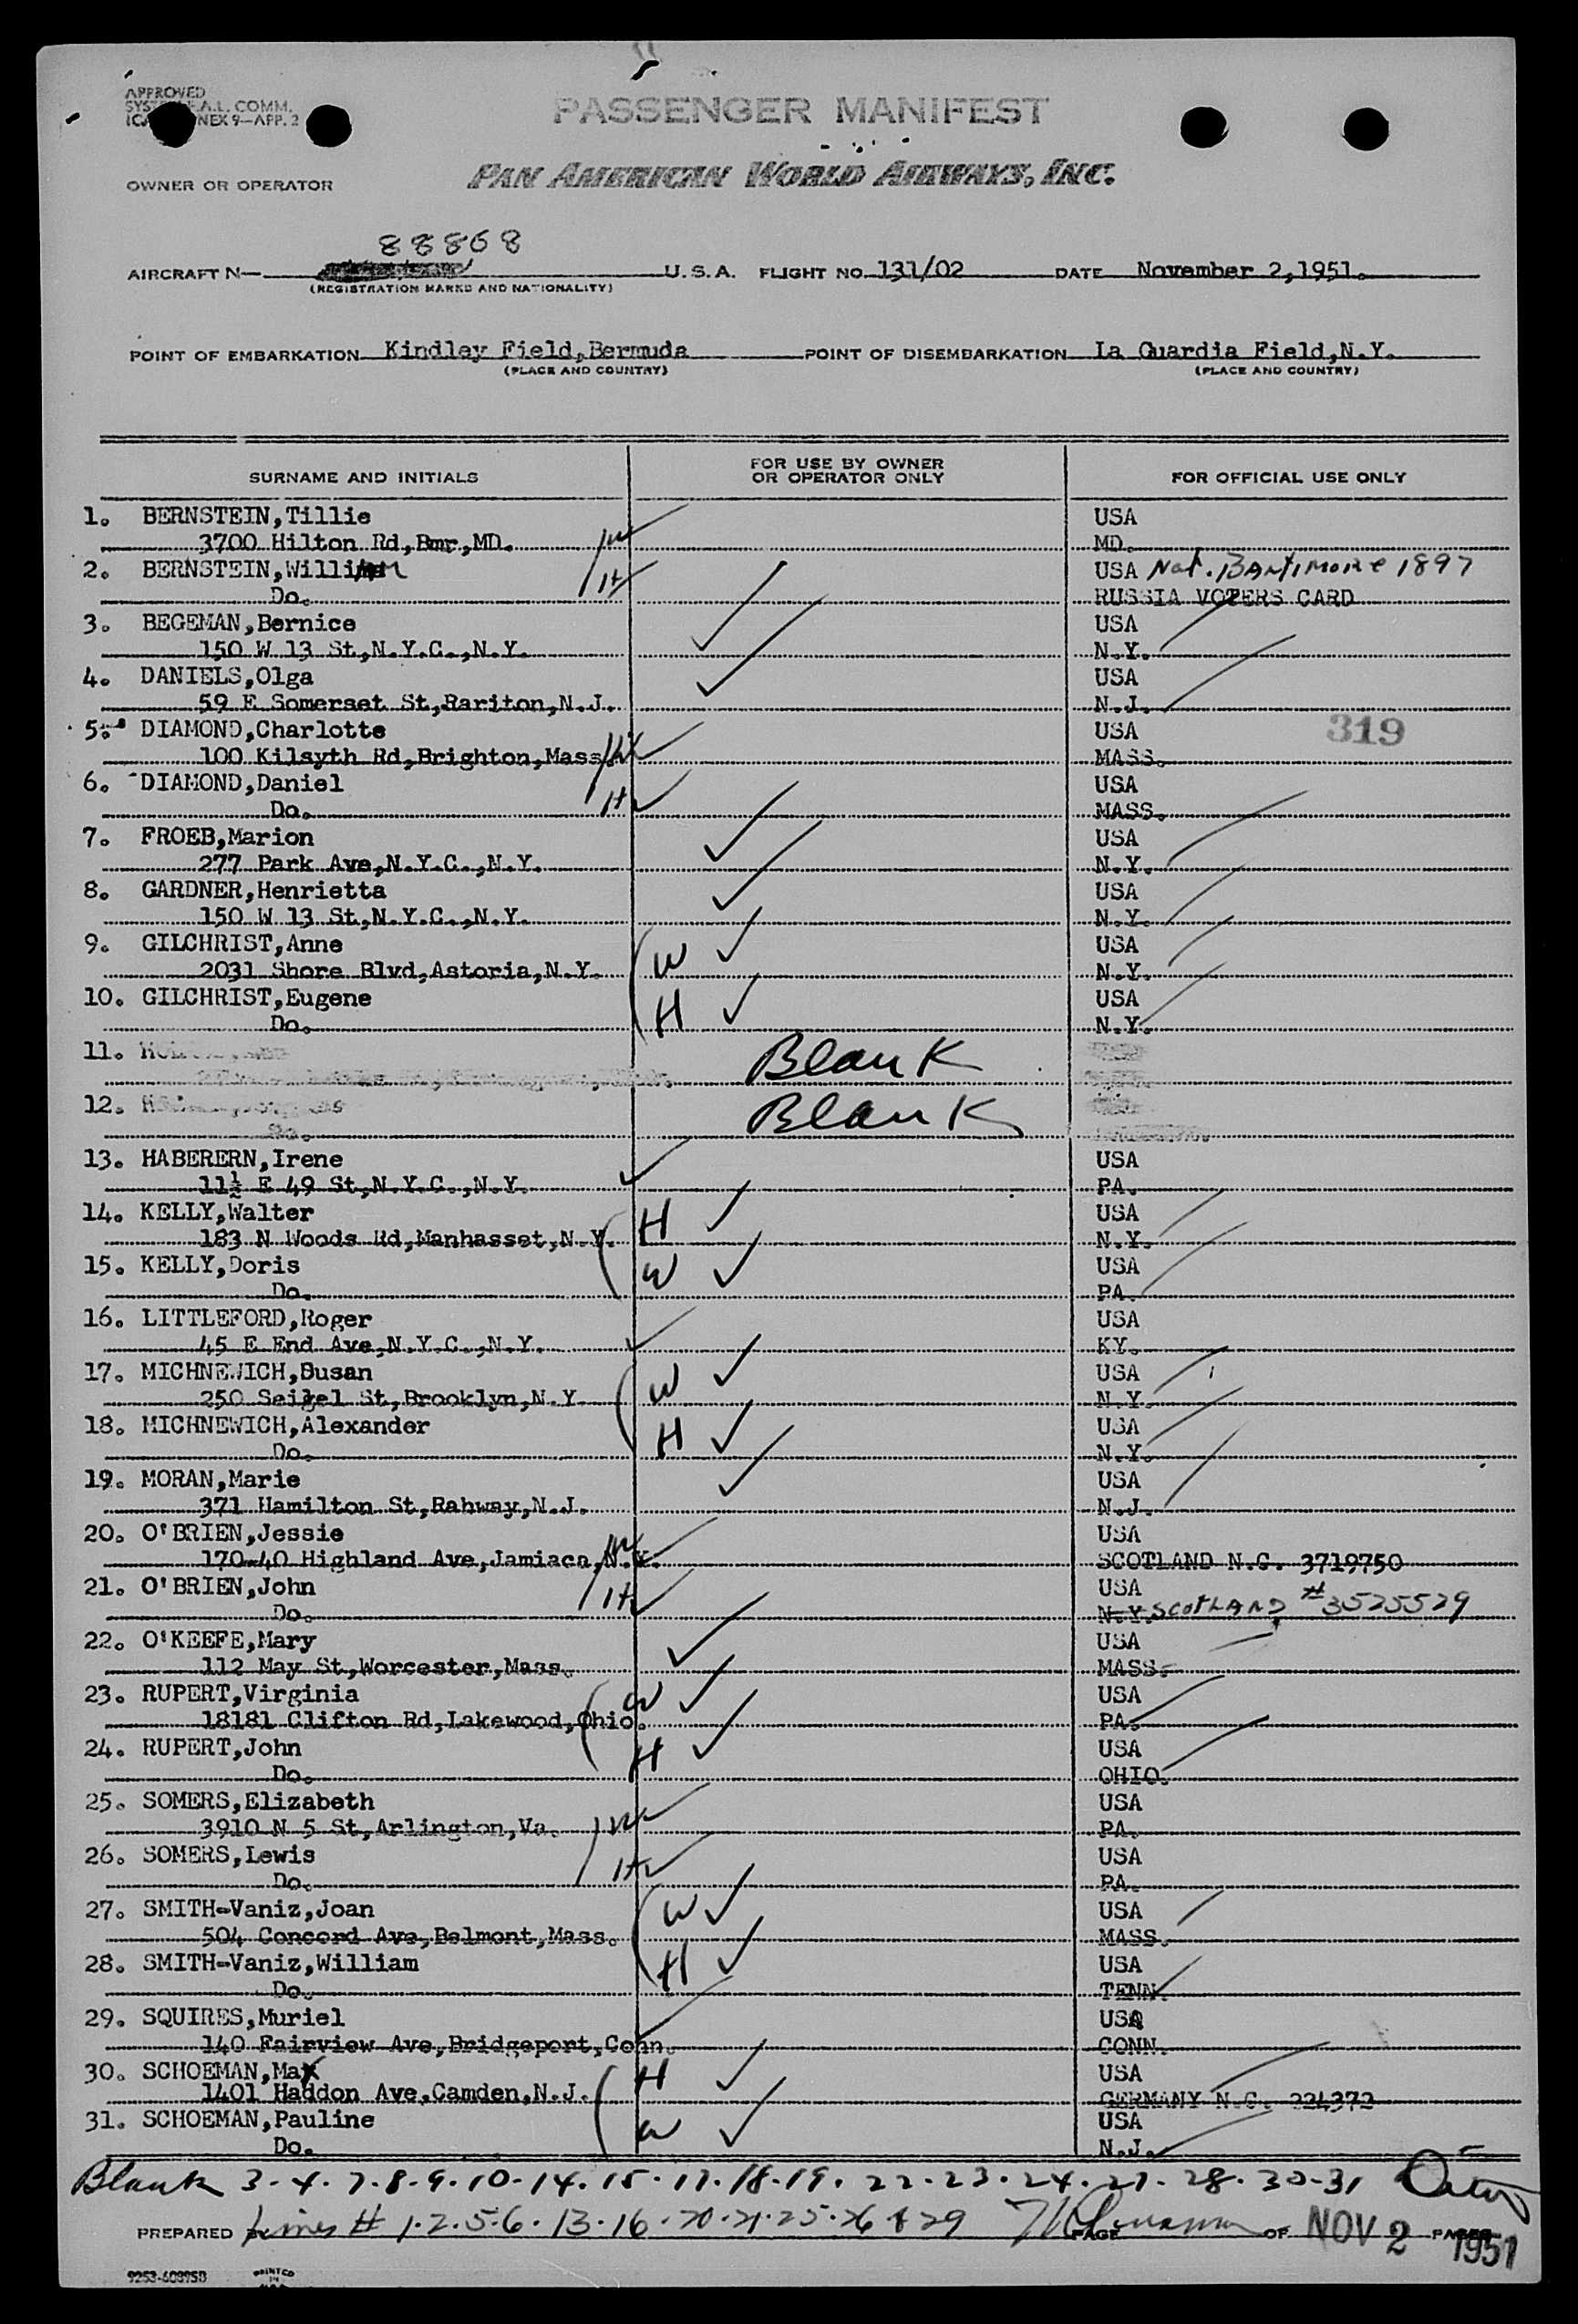 APPROVED
A.L. COMM.
NEX 9—APP. 2
PASSENGER MANIFEST
OWNER OR OPERATOR PAN AMERICAN WORLD AIRWAYS, INC.
88868
AIRCRAFT N— U.S.A. FLIGHT NO. 131/02 DATE November 2,1951.
(REGISTRATION MARKS AND NATIONALITY)
POINT OF EMBARKATION Kindley Field,Bermuda POINT OF DISEMBARKATION La Guardia Field,N.Y.
(PLACE AND COUNTRY) (PLACE AND COUNTRY)
SURNAME AND INITIALS FOR USE BY OWNER OR OPERATOR ONLY FOR OFFICIAL USE ONLY
1. BERNSTEIN,Tillie USA
3700 Hilton Rd,Bmr,MD. W MD.
2. BERNSTEIN,William USA Nat. Baltimore 1897
Do. H RUSSIA VOTERS CARD
3. BEGEMAN,Bernice USA
150 W 13 St,N.Y.C.,N.Y. N.Y.
4. DANIELS,Olga USA
59 E Somerset St,Rariton,N.J. N.J.
5. DIAMOND,Charlotte USA 319
100 Kilsyth Rd,Brighton,Mass. W MASS.
6. DIAMOND,Daniel USA
Do. H MASS.
7. FROEB,Marion USA
277 Park Ave,N.Y.C.,N.Y. N.Y.
8. GARDNER,Henrietta USA
150 W 13 St,N.Y.C.,N.Y. N.Y.
9. GILCHRIST,Anne USA
2031 Shore Blvd,Astoria,N.Y. W N.Y.
10. GILCHRIST,Eugene USA
Do. H N.Y.
11. Blank
12. Blank
Do.
13. HABERERN,Irene USA
11½ E 49 St,N.Y.C.,N.Y. PA.
14. KELLY,Walter H USA
183 N Woods Rd,Manhasset,N.Y. N.Y.
15. KELLY,Doris W USA
Do. PA.
16. LITTLEFORD,Roger USA
45 E End Ave,N.Y.C.,N.Y. KY.
17. MICHNEWICH,Susan USA
250 Seigel St,Brooklyn,N.Y. W N.Y.
18. MICHNEWICH,Alexander USA
Do. H N.Y.
19. MORAN,Marie USA
371 Hamilton St,Rahway,N.J. N.J.
20. O'BRIEN,Jessie W USA
170-40 Highland Ave,Jamiaca,N.Y. SCOTLAND N.C. 3719750
21. O'BRIEN,John H USA
Do. N.Y. SCOTLAND #3525529
22. O'KEEFE,Mary USA
112 May St,Worcester,Mass. MASS.
23. RUPERT,Virginia W USA
18181 Clifton Rd,Lakewood,Ohio. PA.
24. RUPERT,John H USA
Do. OHIO.
25. SOMERS,Elizabeth USA
3910 N 5 St,Arlington,Va. W PA.
26. SOMERS,Lewis H USA
Do. PA.
27. SMITH-Vaniz,Joan W USA
504 Concord Ave,Belmont,Mass. MASS.
28. SMITH-Vaniz,William H USA
Do. TENN.
29. SQUIRES,Muriel USA
140 Fairview Ave,Bridgeport,Conn. CONN.
30. SCHOEMAN,Max H USA
1401 Haddon Ave,Camden,N.J. GERMANY N.C. 224372
31. SCHOEMAN,Pauline W USA
Do. N.J.
Blank 3-4.7.8-9.10-14.15.17.18-19.22-23.24.27-28.30-31
PREPARED Lines # 1.2.5.6.13.16.20.21.25.26 & 29 PAGE OF NOV 2 1951 PAGES
9253-40995B PRINTED IN